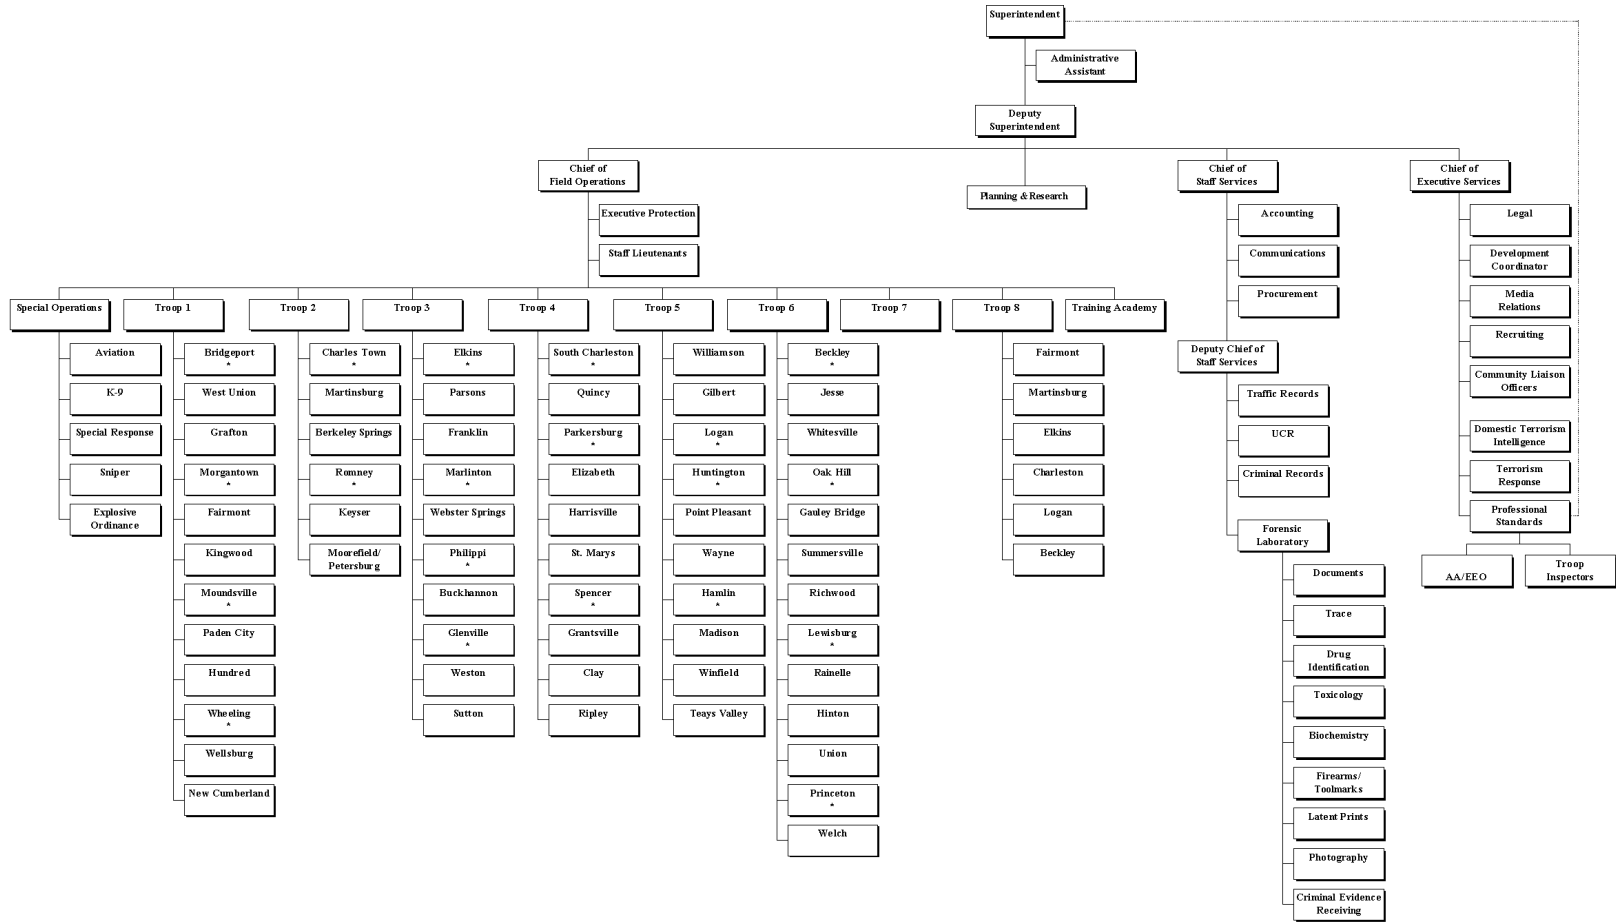 Superintendent
Administrative
Assistant
Deputy
Superintendent
Chief of
Field Operations
Planning & Research
Chief of
Staff Services
Chief of
Executive Services
Executive Protection
Staff Lieutenants
Accounting
Communications
Procurement
Legal
Development
Coordinator
Media
Relations
Recruiting
Community Liaison
Officers
Domestic Terrorism
Intelligence
Terrorism
Response
Professional
Standards
AA/EEO
Troop
Inspectors
Deputy Chief of
Staff Services
Traffic Records
UCR
Criminal Records
Forensic
Laboratory
Documents
Trace
Drug
Identification
Toxicology
Biochemistry
Firearms/
Toolmarks
Latent Prints
Photography
Criminal Evidence
Receiving
Special Operations
Aviation
K-9
Special Response
Sniper
Explosive
Ordinance
Troop 1
Bridgeport
*
West Union
Grafton
Morgantown
*
Fairmont
Kingwood
Moundsville
*
Paden City
Hundred
Wheeling
*
Wellsburg
New Cumberland
Troop 2
Charles Town
*
Martinsburg
Berkeley Springs
Romney
*
Keyser
Moorefield/
Petersburg
Troop 3
Elkins
*
Parsons
Franklin
Marlinton
*
Webster Springs
Philippi
*
Buckhannon
Glenville
*
Weston
Sutton
Troop 4
South Charleston
*
Quincy
Parkersburg
*
Elizabeth
Harrisville
St. Marys
Spencer
*
Grantsville
Clay
Ripley
Troop 5
Williamson
Gilbert
Logan
*
Huntington
*
Point Pleasant
Wayne
Hamlin
*
Madison
Winfield
Teays Valley
Troop 6
Beckley
*
Jesse
Whitesville
Oak Hill
*
Gauley Bridge
Summersville
Richwood
Lewisburg
*
Rainelle
Hinton
Union
Princeton
*
Welch
Troop 7
Troop 8
Fairmont
Martinsburg
Elkins
Charleston
Logan
Beckley
Training Academy